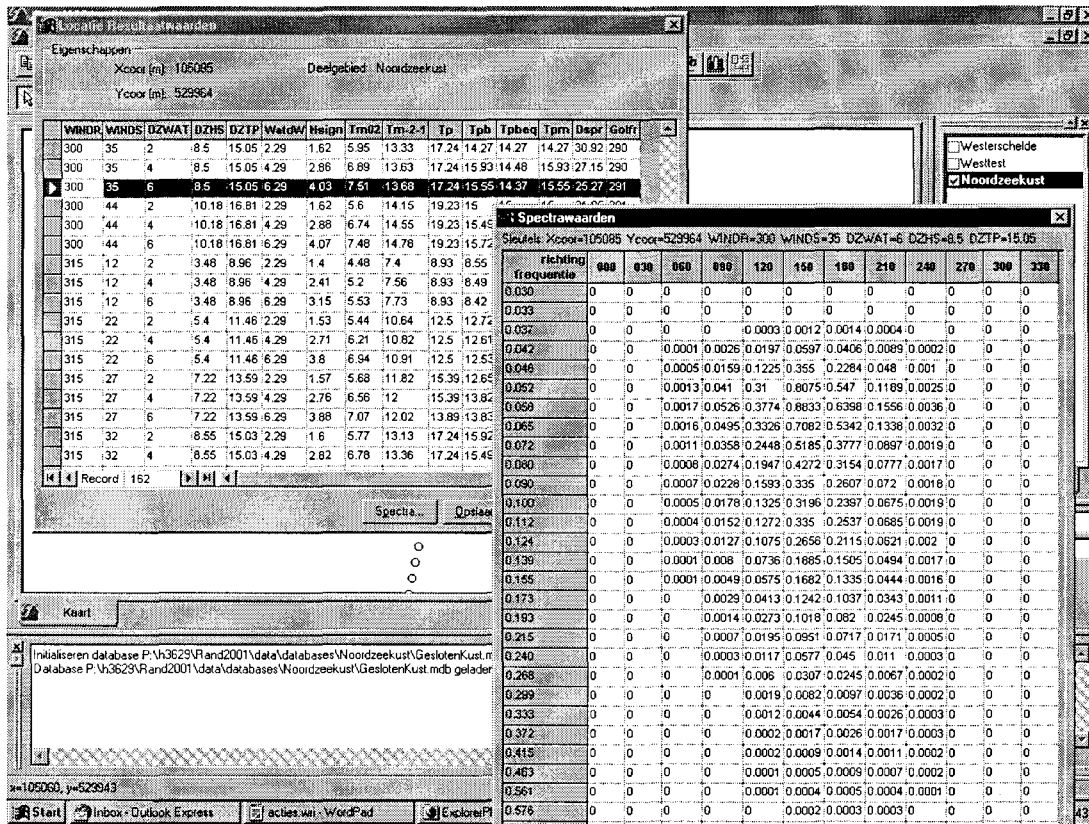 Locatie Resultaatwaarden
Eigenschappen
Xcoor [m]: 105085 Deelgebied Noordzeekust
Ycoor [m]: 529964
WINDR WINDS DZWAT DZHS DZTP WatdW Hsign Tm02 Tm-2-1 Tp Tpb Tpbeq Tpm Dspr Golfr
300 35 2 8.5 15.05 2.29 1.62 5.95 13.33 17.24 14.27 14.27 14.27 30.92 290
300 35 4 8.5 15.05 4.29 2.86 6.89 13.63 17.24 15.93 14.48 15.93 27.15 290
300 35 6 8.5 15.05 6.29 4.03 7.51 13.68 17.24 15.55 14.37 15.55 25.27 291
300 44 2 10.18 16.81 2.29 1.62 5.6 14.15 19.23 15
300 44 4 10.18 16.81 4.29 2.88 6.74 14.55 19.23 15.49
300 44 6 10.18 16.81 6.29 4.07 7.48 14.78 19.23 15.72
315 12 2 3.48 8.96 2.29 1.4 4.48 7.4 8.93 8.55
315 12 4 3.48 8.96 4.29 2.41 5.2 7.56 8.93 8.49
315 12 6 3.48 8.96 6.29 3.15 5.53 7.73 8.93 8.42
315 22 2 5.4 11.46 2.29 1.53 5.44 10.64 12.5 12.72
315 22 4 5.4 11.46 4.29 2.71 6.21 10.82 12.5 12.61
315 22 6 5.4 11.46 6.29 3.8 6.94 10.91 12.5 12.53
315 27 2 7.22 13.59 2.29 1.57 5.68 11.82 15.39 12.65
315 27 4 7.22 13.59 4.29 2.76 6.56 12 15.39 13.82
315 27 6 7.22 13.59 6.29 3.88 7.07 12.02 13.89 13.83
315 32 2 8.55 15.03 2.29 1.6 5.77 13.13 17.24 15.92
315 32 4 8.55 15.03 4.29 2.82 6.78 13.36 17.24 15.49
Record 162
Spectra... Opslaan
Westerschelde
Westtest
Noordzeekust
Spectrawaarden
Sleutels: Xcoor=105085 Ycoor=529964 WINDR=300 WINDS=35 DZWAT=6 DZHS=8.5 DZTP=15.05
richting
frequentie 000 030 060 090 120 150 180 210 240 270 300 330
0.030 0 0 0 0 0 0 0 0 0 0 0 0
0.033 0 0 0 0 0 0 0 0 0 0 0 0
0.037 0 0 0 0 0.0003 0.0012 0.0014 0.0004 0 0 0 0
0.042 0 0 0.0001 0.0026 0.0197 0.0597 0.0406 0.0089 0.0002 0 0 0
0.046 0 0 0.0005 0.0159 0.1225 0.355 0.2284 0.048 0.001 0 0 0
0.052 0 0 0.0013 0.041 0.31 0.8075 0.547 0.1189 0.0025 0 0 0
0.058 0 0 0.0017 0.0526 0.3774 0.8833 0.6398 0.1556 0.0036 0 0 0
0.065 0 0 0.0016 0.0495 0.3326 0.7082 0.5342 0.1338 0.0032 0 0 0
0.072 0 0 0.0011 0.0358 0.2448 0.5185 0.3777 0.0897 0.0019 0 0 0
0.080 0 0 0.0008 0.0274 0.1947 0.4272 0.3154 0.0777 0.0017 0 0 0
0.090 0 0 0.0007 0.0228 0.1593 0.335 0.2607 0.072 0.0018 0 0 0
0.100 0 0 0.0005 0.0178 0.1325 0.3196 0.2397 0.0675 0.0019 0 0 0
0.112 0 0 0.0004 0.0152 0.1272 0.335 0.2537 0.0685 0.0019 0 0 0
0.124 0 0 0.0003 0.0127 0.1075 0.2656 0.2115 0.0621 0.002 0 0 0
0.139 0 0 0.0001 0.008 0.0736 0.1885 0.1505 0.0494 0.0017 0 0 0
0.155 0 0 0.0001 0.0049 0.0575 0.1682 0.1335 0.0444 0.0016 0 0 0
0.173 0 0 0 0.0029 0.0413 0.1242 0.1037 0.0343 0.0011 0 0 0
0.193 0 0 0 0.0014 0.0273 0.1018 0.082 0.0245 0.0008 0 0 0
0.215 0 0 0 0.0007 0.0195 0.0951 0.0717 0.0171 0.0005 0 0 0
0.240 0 0 0 0.0003 0.0117 0.0577 0.045 0.011 0.0003 0 0 0
0.268 0 0 0 0.0001 0.006 0.0307 0.0245 0.0067 0.0002 0 0 0
0.299 0 0 0 0 0.0019 0.0082 0.0097 0.0036 0.0002 0 0 0
0.333 0 0 0 0 0.0012 0.0044 0.0054 0.0026 0.0003 0 0 0
0.372 0 0 0 0 0.0002 0.0017 0.0026 0.0017 0.0003 0 0 0
0.415 0 0 0 0 0.0002 0.0009 0.0014 0.0011 0.0002 0 0 0
0.463 0 0 0 0 0.0001 0.0005 0.0009 0.0007 0.0002 0 0 0
0.561 0 0 0 0 0.0001 0.0004 0.0005 0.0004 0.0001 0 0 0
0.576 0 0 0 0 0 0.0002 0.0003 0.0003 0 0 0 0
Kaart
Initialiseren database P:\h3629\Rand2001\data\databases\Noordzeekust\GeslotenKust.m
Database P:\h3629\Rand2001\data\databases\Noordzeekust\GeslotenKust.mdb gelader
x=105060, y=529943
Start Inbox - Outlook Express acties.wri - WordPad ExplorerP